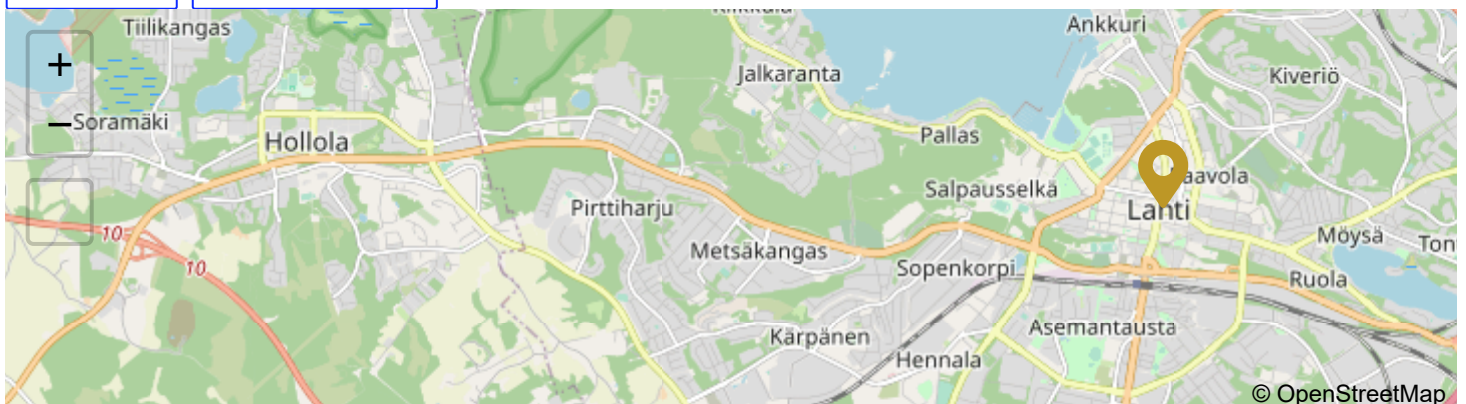 Tiilikangas
Ankkuri
Jalkaranta
Kiveriö
+
−
Soramäki
Hollola
Pallas
Salpausselkä
Lahti
Pirttiharju
10
10
Metsäkangas
Sopenkorpi
Möysä
Ruola
Kärpänen
Asemantausta
Hennala
© OpenStreetMap